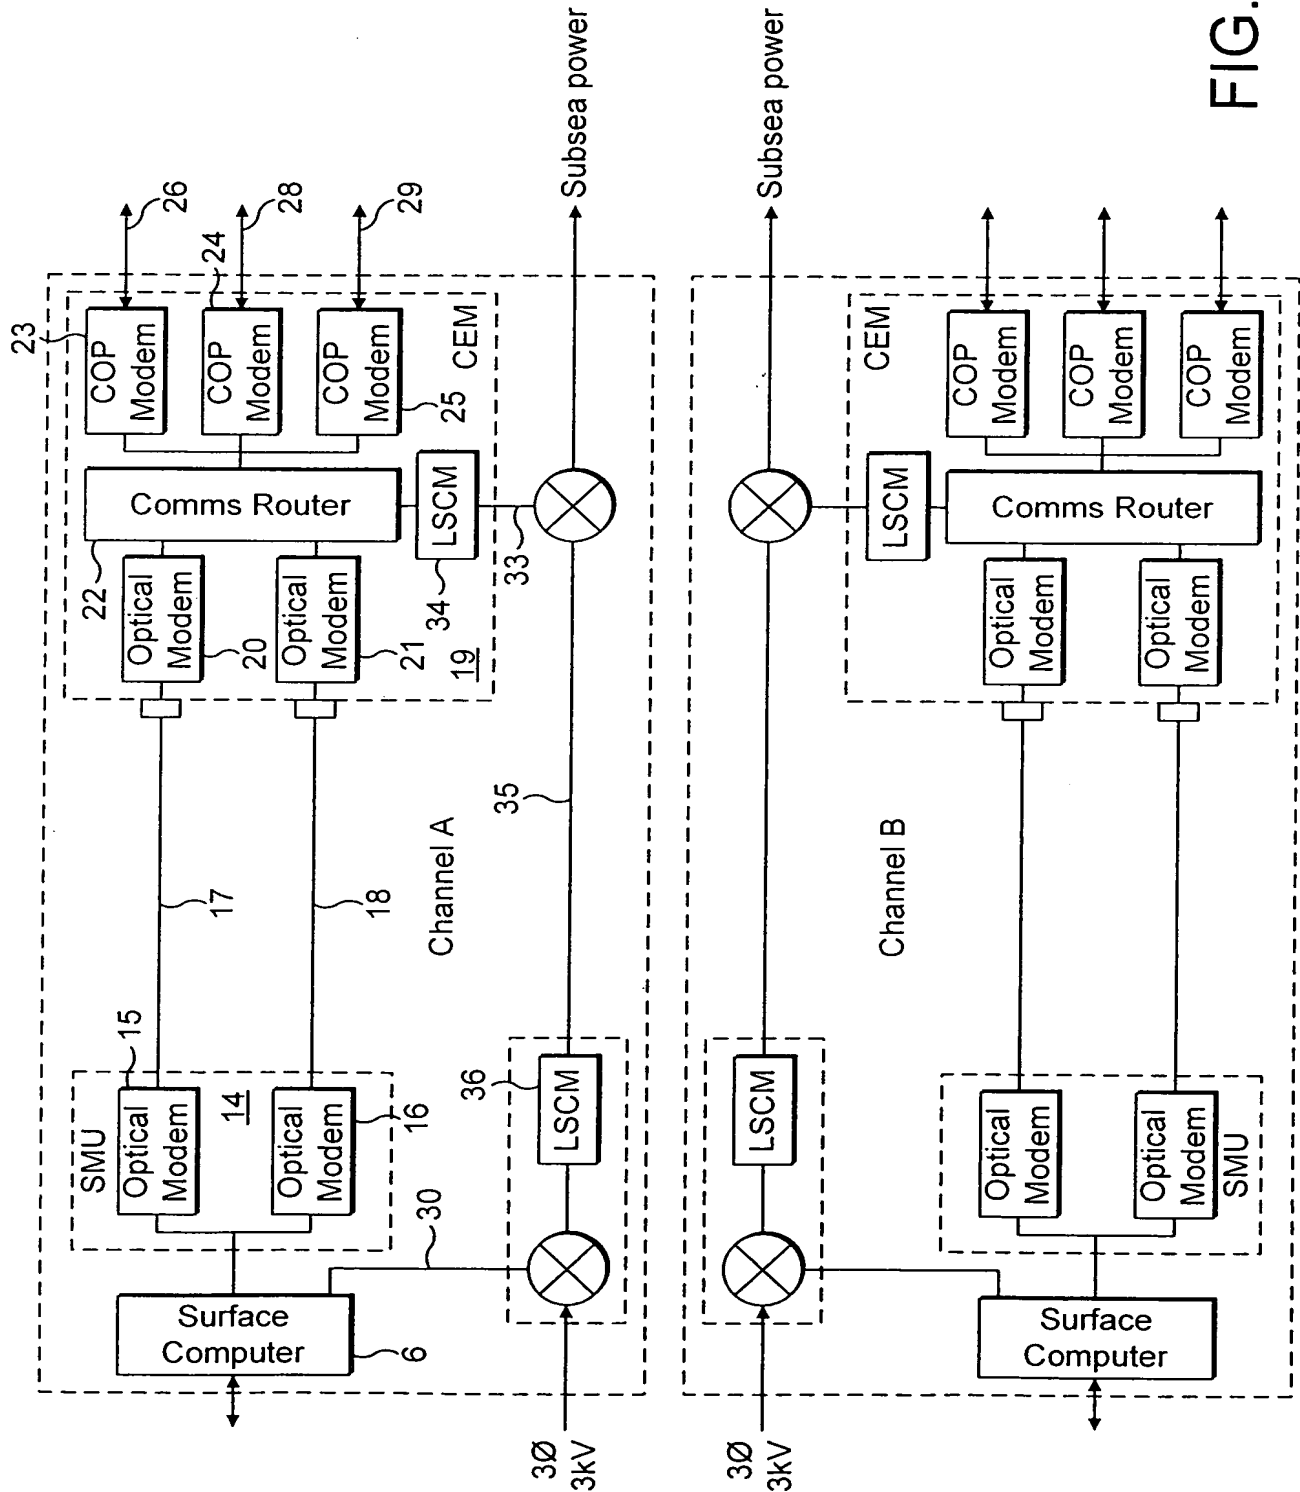 FIG.
23
COP
Modem
26
24
COP
Modem
28
COP
Modem
29
25
CEM
22
Comms Router
LSCM
34
33
Optical
Modem
20
Optical
Modem
21
19
17
18
Channel A
35
Subsea power
SMU
15
Optical
Modem
14
Optical
Modem
16
36
LSCM
30
Surface
Computer
6
3Ø
3kV
Subsea power
CEM
COP
Modem
COP
Modem
COP
Modem
LSCM
Comms Router
Optical
Modem
Optical
Modem
Channel B
LSCM
Optical
Modem
Optical
Modem
SMU
Surface
Computer
3Ø
3kV